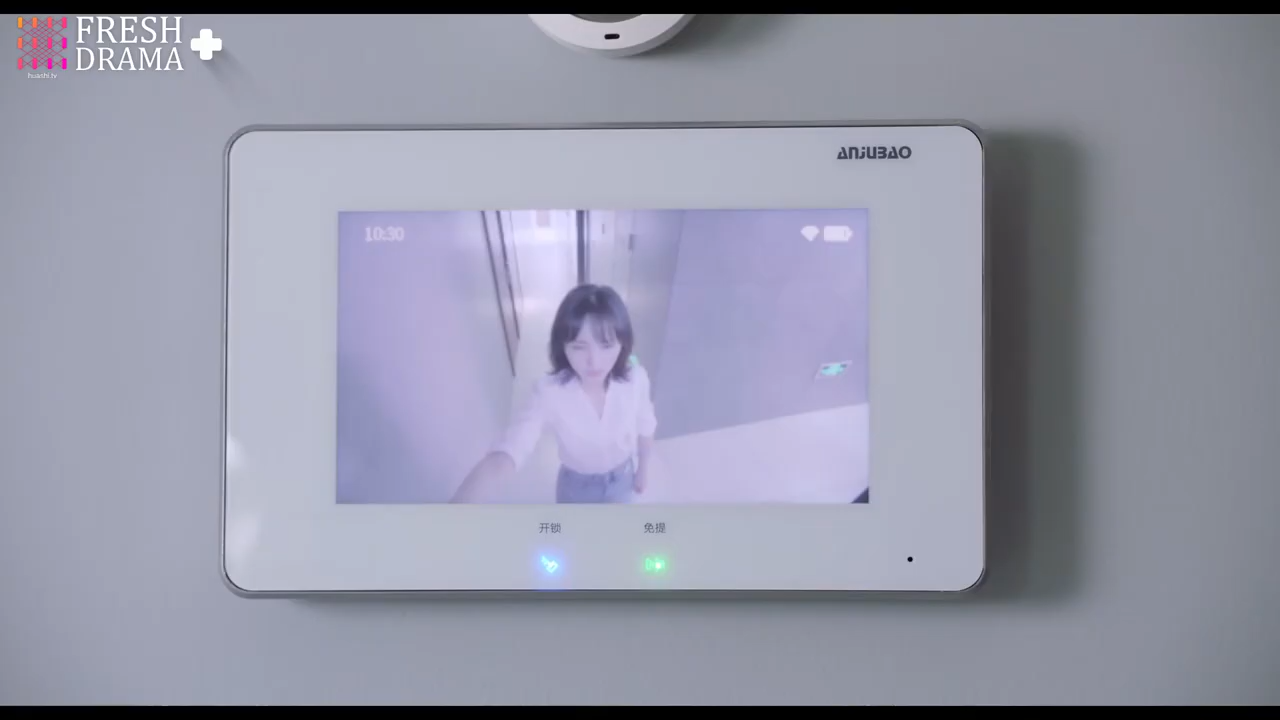 FRESH
DRAMA
huashi.tv
ANJUBAO
10:30
开锁
免提